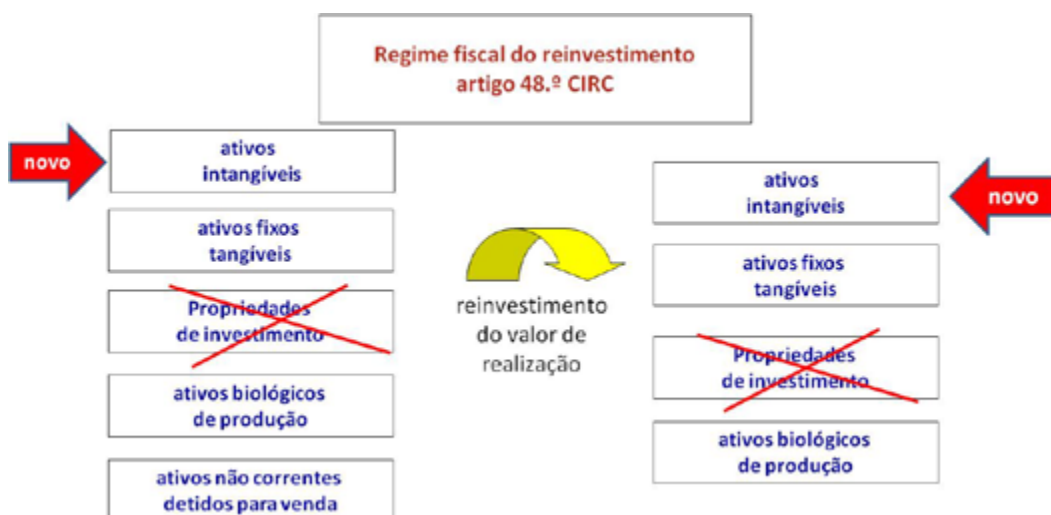 Regime fiscal do reinvestimento
artigo 48.º CIRC
novo
ativos
intangíveis
ativos fixos
tangíveis
Propriedades
de investimento
ativos biológicos
de produção
ativos não correntes
detidos para venda
reinvestimento
do valor de
realização
ativos
intangíveis
novo
ativos fixos
tangíveis
Propriedades
de investimento
ativos biológicos
de produção